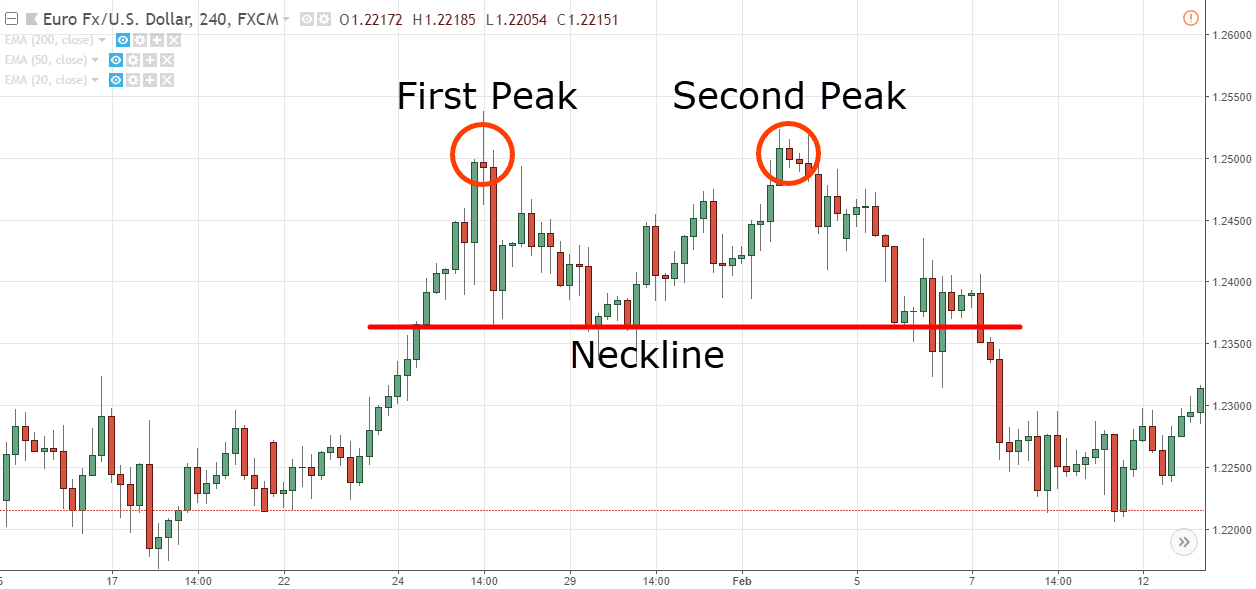 Euro Fx/U.S. Dollar, 240, FXCM O1.22172 H1.22185 L1.22054 C1.22151
EMA (200, close)
EMA (50, close)
EMA (20, close)
First Peak
Second Peak
Neckline
1.26000
1.25500
1.25000
1.24500
1.24000
1.23500
1.23000
1.22500
1.22000
5 17 14:00 22 24 14:00 29 14:00 Feb 5 7 14:00 12